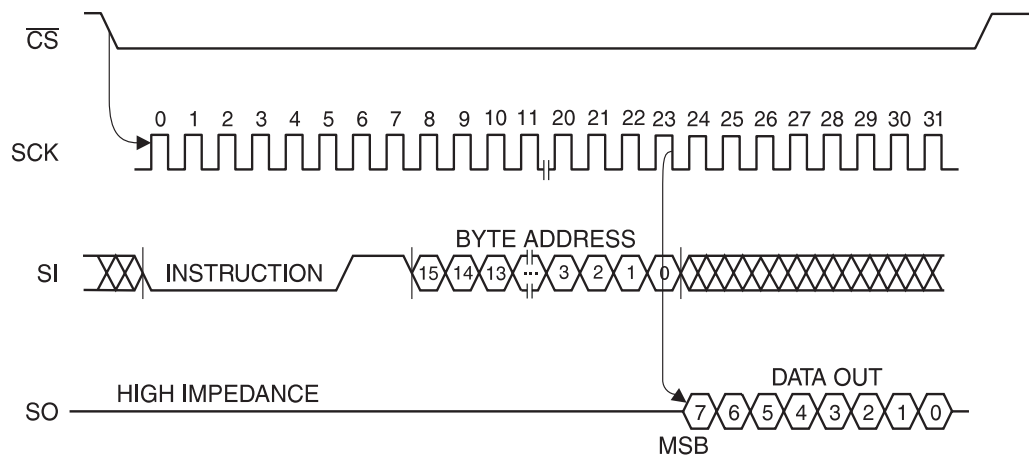 C̅S̅
0 1 2 3 4 5 6 7 8 9 10 11 20 21 22 23 24 25 26 27 28 29 30 31
SCK
BYTE ADDRESS
SI INSTRUCTION 15 14 13 ... 3 2 1 0
HIGH IMPEDANCE DATA OUT
SO 7 6 5 4 3 2 1 0
MSB